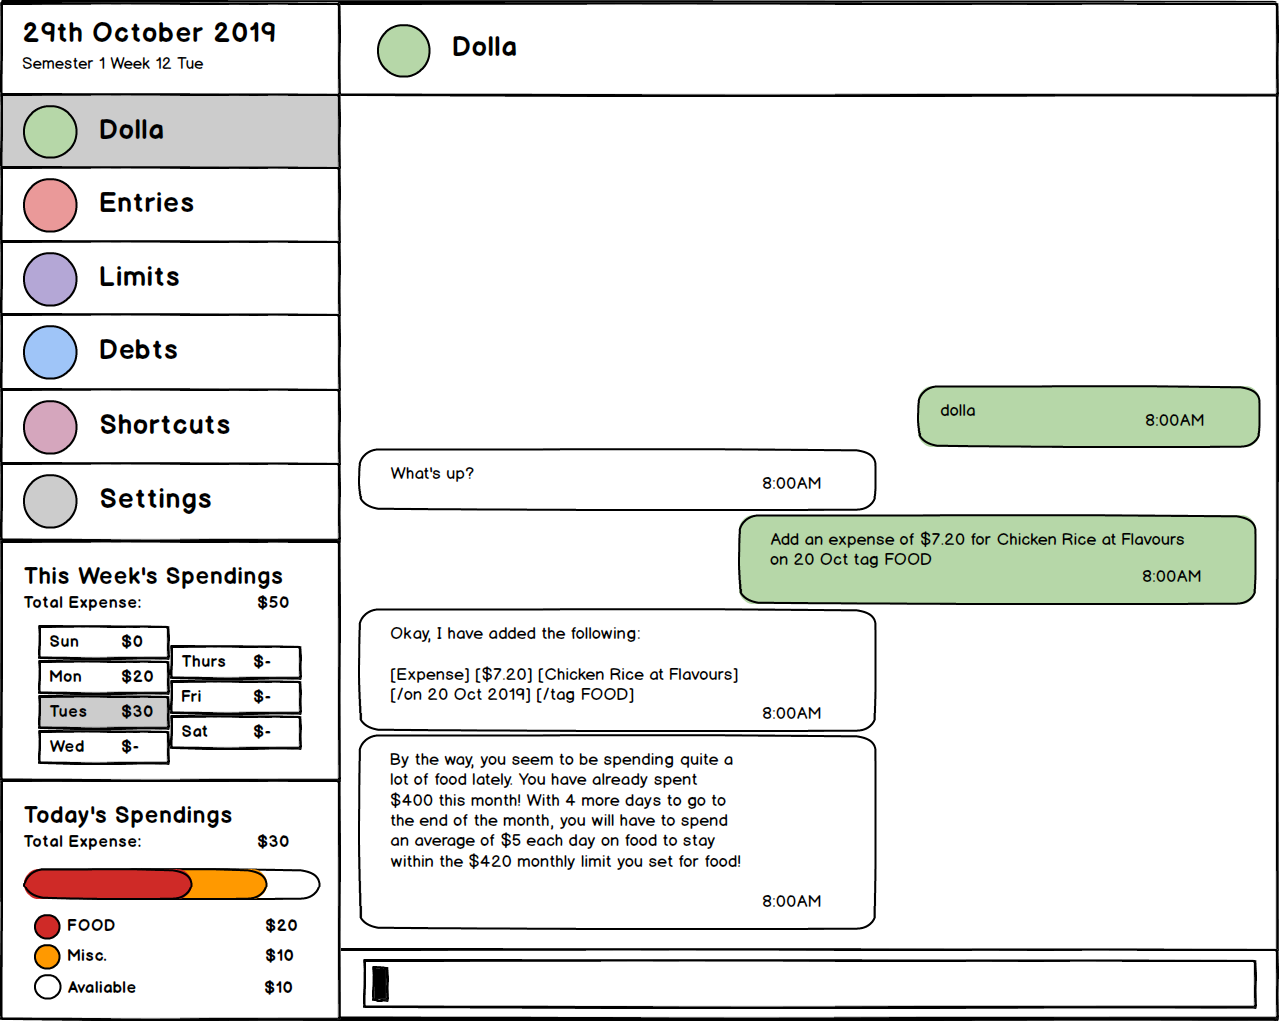 29th October 2019
Semester 1 Week 12 Tue
Dolla
Entries
Limits
Debts
Shortcuts
Settings
This Week's Spendings
Total Expense: $50
Sun $0
Mon $20
Tues $30
Wed $-
Thurs $-
Fri $-
Sat $-
Today's Spendings
Total Expense: $30
FOOD $20
Misc. $10
Avaliable $10
Dolla
dolla
8:00AM
What's up?
8:00AM
Add an expense of $7.20 for Chicken Rice at Flavours
on 20 Oct tag FOOD
8:00AM
Okay, I have added the following:
[Expense] [$7.20] [Chicken Rice at Flavours]
[/on 20 Oct 2019] [/tag FOOD]
8:00AM
By the way, you seem to be spending quite a
lot of food lately. You have already spent
$400 this month! With 4 more days to go to
the end of the month, you will have to spend
an average of $5 each day on food to stay
within the $420 monthly limit you set for food!
8:00AM